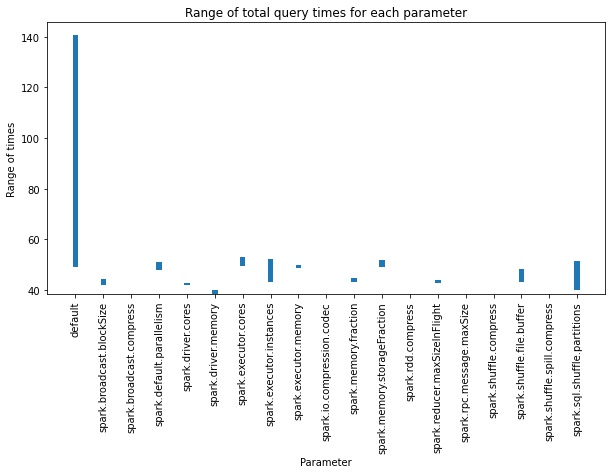 Range of total query times for each parameter
Range of times
140
120
100
80
60
40
default
spark.broadcast.blockSize
spark.broadcast.compress
spark.default.parallelism
spark.driver.cores
spark.driver.memory
spark.executor.cores
spark.executor.instances
spark.executor.memory
spark.io.compression.codec
spark.memory.fraction
spark.memory.storageFraction
spark.rdd.compress
spark.reducer.maxSizeInFlight
spark.rpc.message.maxSize
spark.shuffle.compress
spark.shuffle.file.buffer
spark.shuffle.spill.compress
spark.sql.shuffle.partitions
Parameter